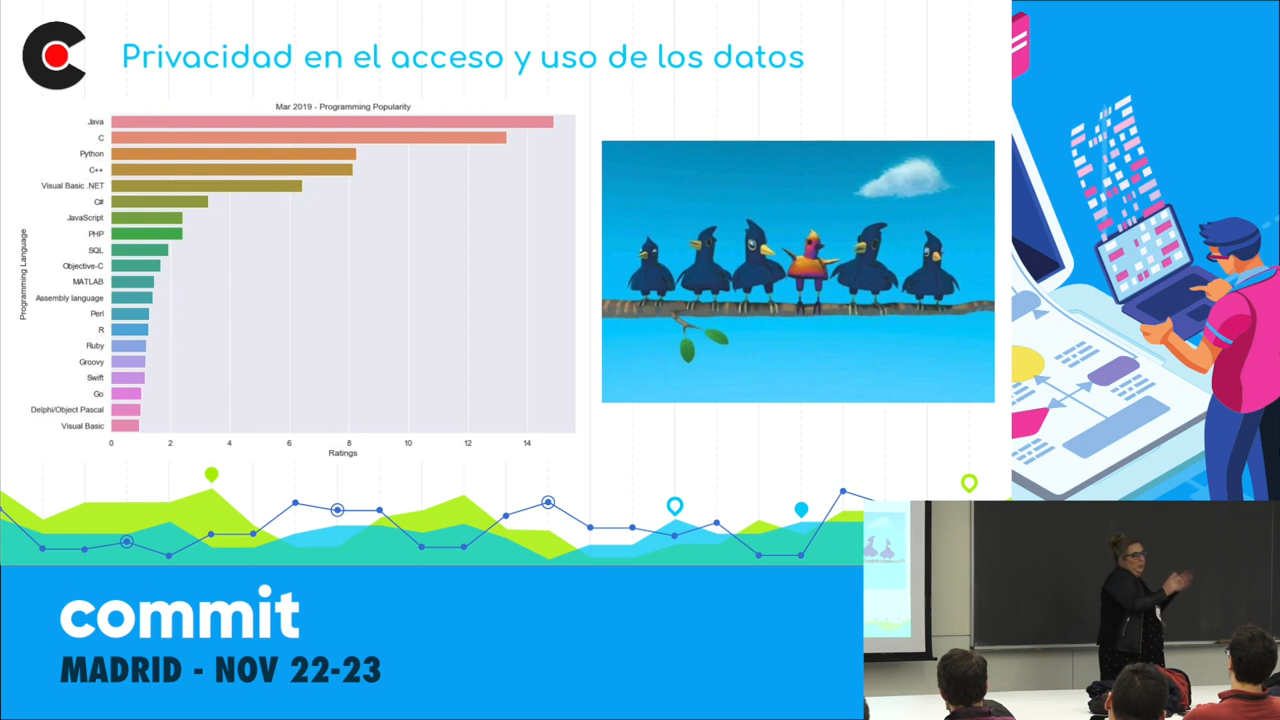 Privacidad en el acceso y uso de los datos
Mar 2019 - Programming Popularity
Programming Language
Java
C
Python
C++
Visual Basic .NET
C#
JavaScript
PHP
SQL
Objective-C
MATLAB
Assembly language
Perl
R
Ruby
Groovy
Swift
Go
Delphi/Object Pascal
Visual Basic
0 2 4 6 8 10 12 14
Ratings
commit
MADRID - NOV 22-23